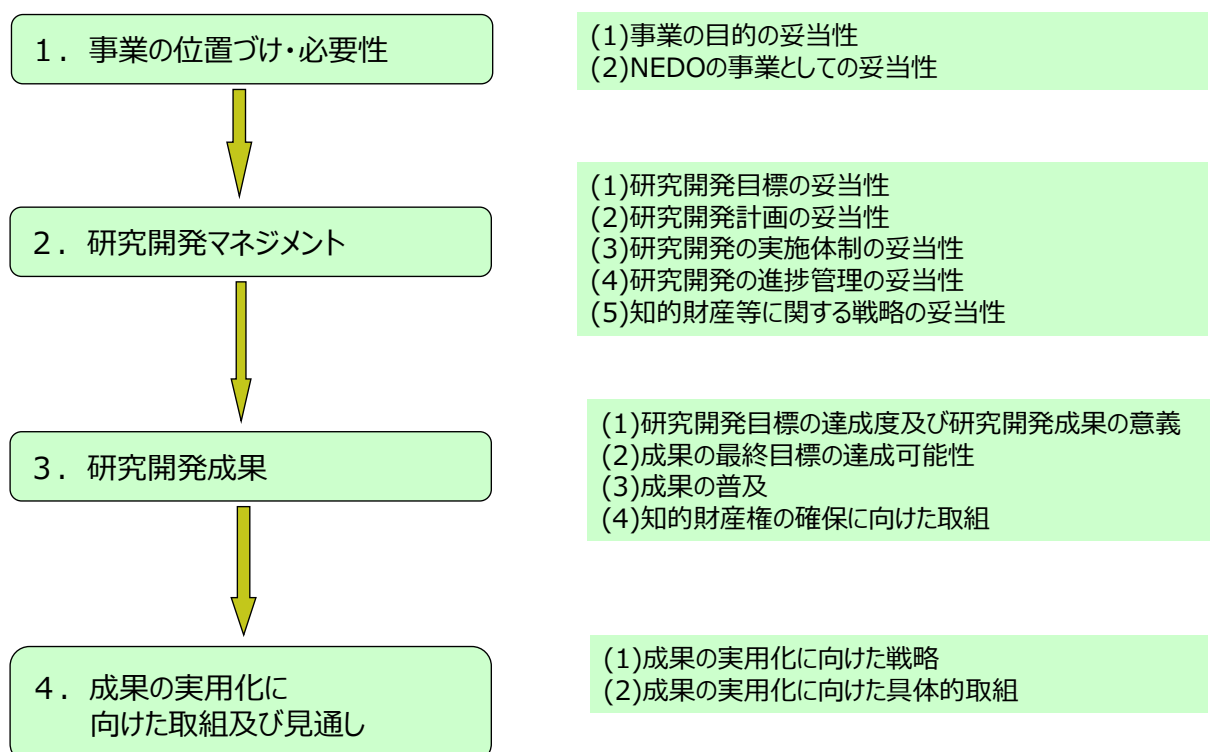 １．事業の位置づけ・必要性
(1)事業の目的の妥当性
(2)NEDOの事業としての妥当性
２．研究開発マネジメント
(1)研究開発目標の妥当性
(2)研究開発計画の妥当性
(3)研究開発の実施体制の妥当性
(4)研究開発の進捗管理の妥当性
(5)知的財産等に関する戦略の妥当性
３．研究開発成果
(1)研究開発目標の達成度及び研究開発成果の意義
(2)成果の最終目標の達成可能性
(3)成果の普及
(4)知的財産権の確保に向けた取組
４．成果の実用化に
向けた取組及び見通し
(1)成果の実用化に向けた戦略
(2)成果の実用化に向けた具体的取組